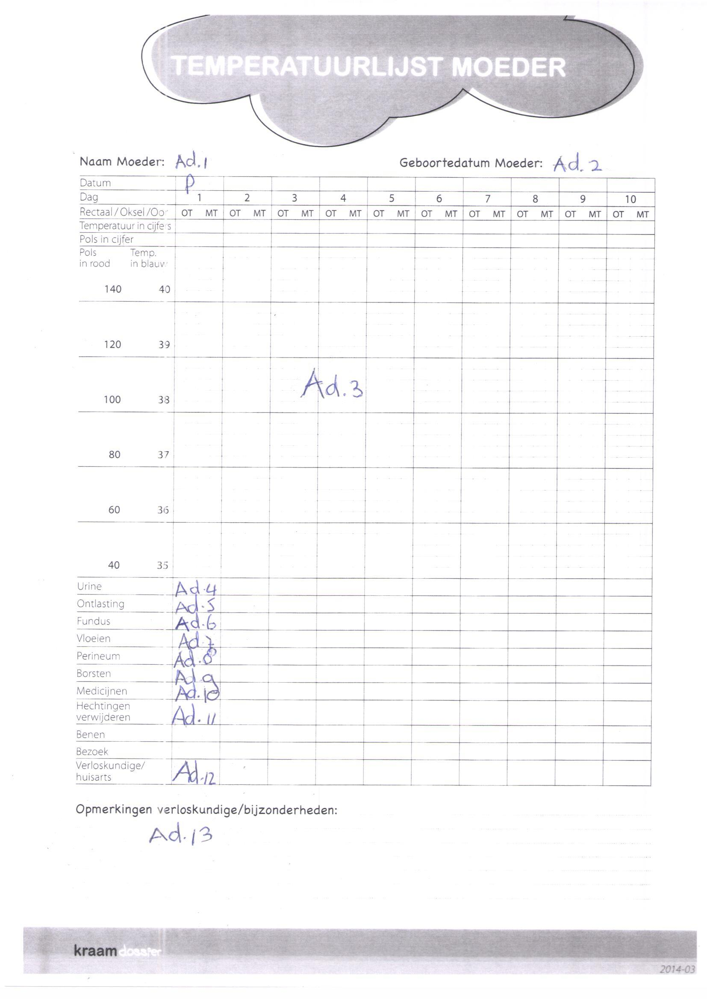 TEMPERATUURLIJST MOEDER
Naam Moeder: Ad.1 Geboortedatum Moeder: Ad.2
Datum P
Dag 1 2 3 4 5 6 7 8 9 10
Rectaal/Oksel/Oor OT MT OT MT OT MT OT MT OT MT OT MT OT MT OT MT OT MT OT MT
Temperatuur in cijfers
Pols in cijfer
Pols Temp.
in rood in blauw
140 40
120 39
Ad.3
100 38
80 37
60 36
40 35
Urine Ad.4
Ontlasting Ad.5
Fundus Ad.6
Vloeien Ad.7
Perineum Ad.8
Borsten Ad.9
Medicijnen Ad.10
Hechtingen
verwijderen Ad.11
Benen
Bezoek
Verloskundige/
huisarts Ad.12
Opmerkingen verloskundige/bijzonderheden:
Ad.13
kraamdossier
2014-03